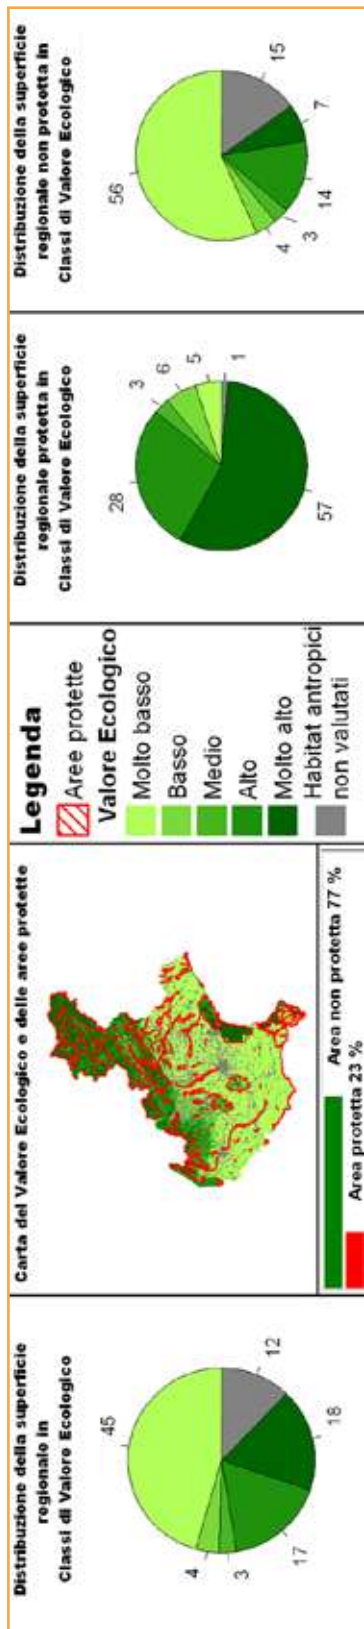 Distribuzione della superficie
regionale in
Classi di Valore Ecologico
45
12
18
17
3
4
Carta del Valore Ecologico e delle aree protette
Area non protetta 77 %
Area protetta 23 %
Legenda
Aree protette
Valore Ecologico
Molto basso
Basso
Medio
Alto
Molto alto
Habitat antropici
non valutati
Distribuzione della superficie
regionale protetta in
Classi di Valore Ecologico
28
3
6
5
1
57
Distribuzione della superficie
regionale non protetta in
Classi di Valore Ecologico
56
15
7
14
3
4